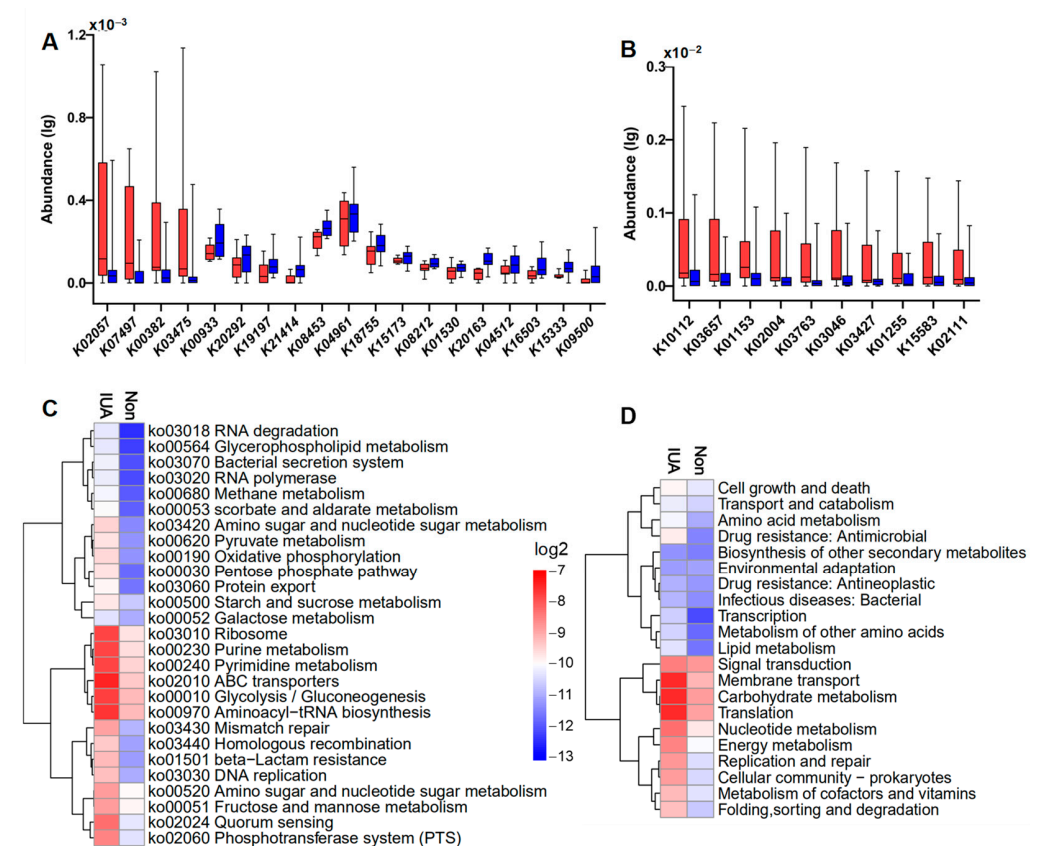 A
x10−3
1.2
0.8
0.4
0.0
Abundance (lg)
K02057
K07497
K00382
K03475
K00933
K20292
K19197
K21414
K08453
K04961
K18755
K15173
K08212
K01530
K20163
K04512
K16503
K15333
K09500
B
x10−2
0.3
0.2
0.1
0.0
Abundance (lg)
K10112
K03657
K01153
K02004
K03763
K03046
K03427
K01255
K15583
K02111
C
IUA
Non
ko03018 RNA degradation
ko00564 Glycerophospholipid metabolism
ko03070 Bacterial secretion system
ko03020 RNA polymerase
ko00680 Methane metabolism
ko00053 scorbate and aldarate metabolism
ko03420 Amino sugar and nucleotide sugar metabolism
ko00620 Pyruvate metabolism
ko00190 Oxidative phosphorylation
ko00030 Pentose phosphate pathway
ko03060 Protein export
ko00500 Starch and sucrose metabolism
ko00052 Galactose metabolism
ko03010 Ribosome
ko00230 Purine metabolism
ko00240 Pyrimidine metabolism
ko02010 ABC transporters
ko00010 Glycolysis / Gluconeogenesis
ko00970 Aminoacyl−tRNA biosynthesis
ko03430 Mismatch repair
ko03440 Homologous recombination
ko01501 beta−Lactam resistance
ko03030 DNA replication
ko00520 Amino sugar and nucleotide sugar metabolism
ko00051 Fructose and mannose metabolism
ko02024 Quorum sensing
ko02060 Phosphotransferase system (PTS)
log2
−7
−8
−9
−10
−11
−12
−13
D
IUA
Non
Cell growth and death
Transport and catabolism
Amino acid metabolism
Drug resistance: Antimicrobial
Biosynthesis of other secondary metabolites
Environmental adaptation
Drug resistance: Antineoplastic
Infectious diseases: Bacterial
Transcription
Metabolism of other amino acids
Lipid metabolism
Signal transduction
Membrane transport
Carbohydrate metabolism
Translation
Nucleotide metabolism
Energy metabolism
Replication and repair
Cellular community − prokaryotes
Metabolism of cofactors and vitamins
Folding,sorting and degradation